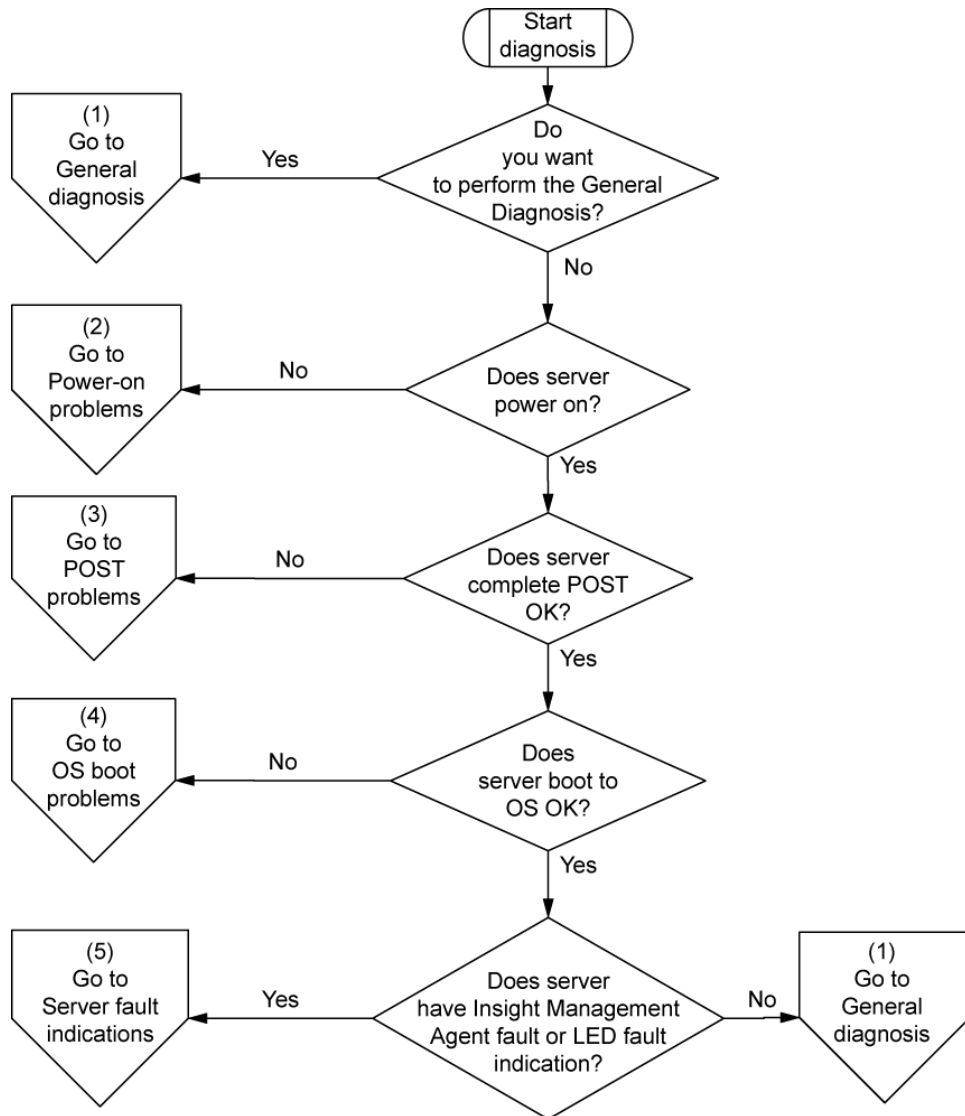 Start
diagnosis
Do
you want
to perform the General
Diagnosis?
Yes
(1)
Go to
General
diagnosis
No
Does server
power on?
No
(2)
Go to
Power-on
problems
Yes
Does server
complete POST
OK?
No
(3)
Go to
POST
problems
Yes
Does
server boot to
OS OK?
No
(4)
Go to
OS boot
problems
Yes
Does server
have Insight Management
Agent fault or LED fault
indication?
Yes
(5)
Go to
Server fault
indications
No
(1)
Go to
General
diagnosis